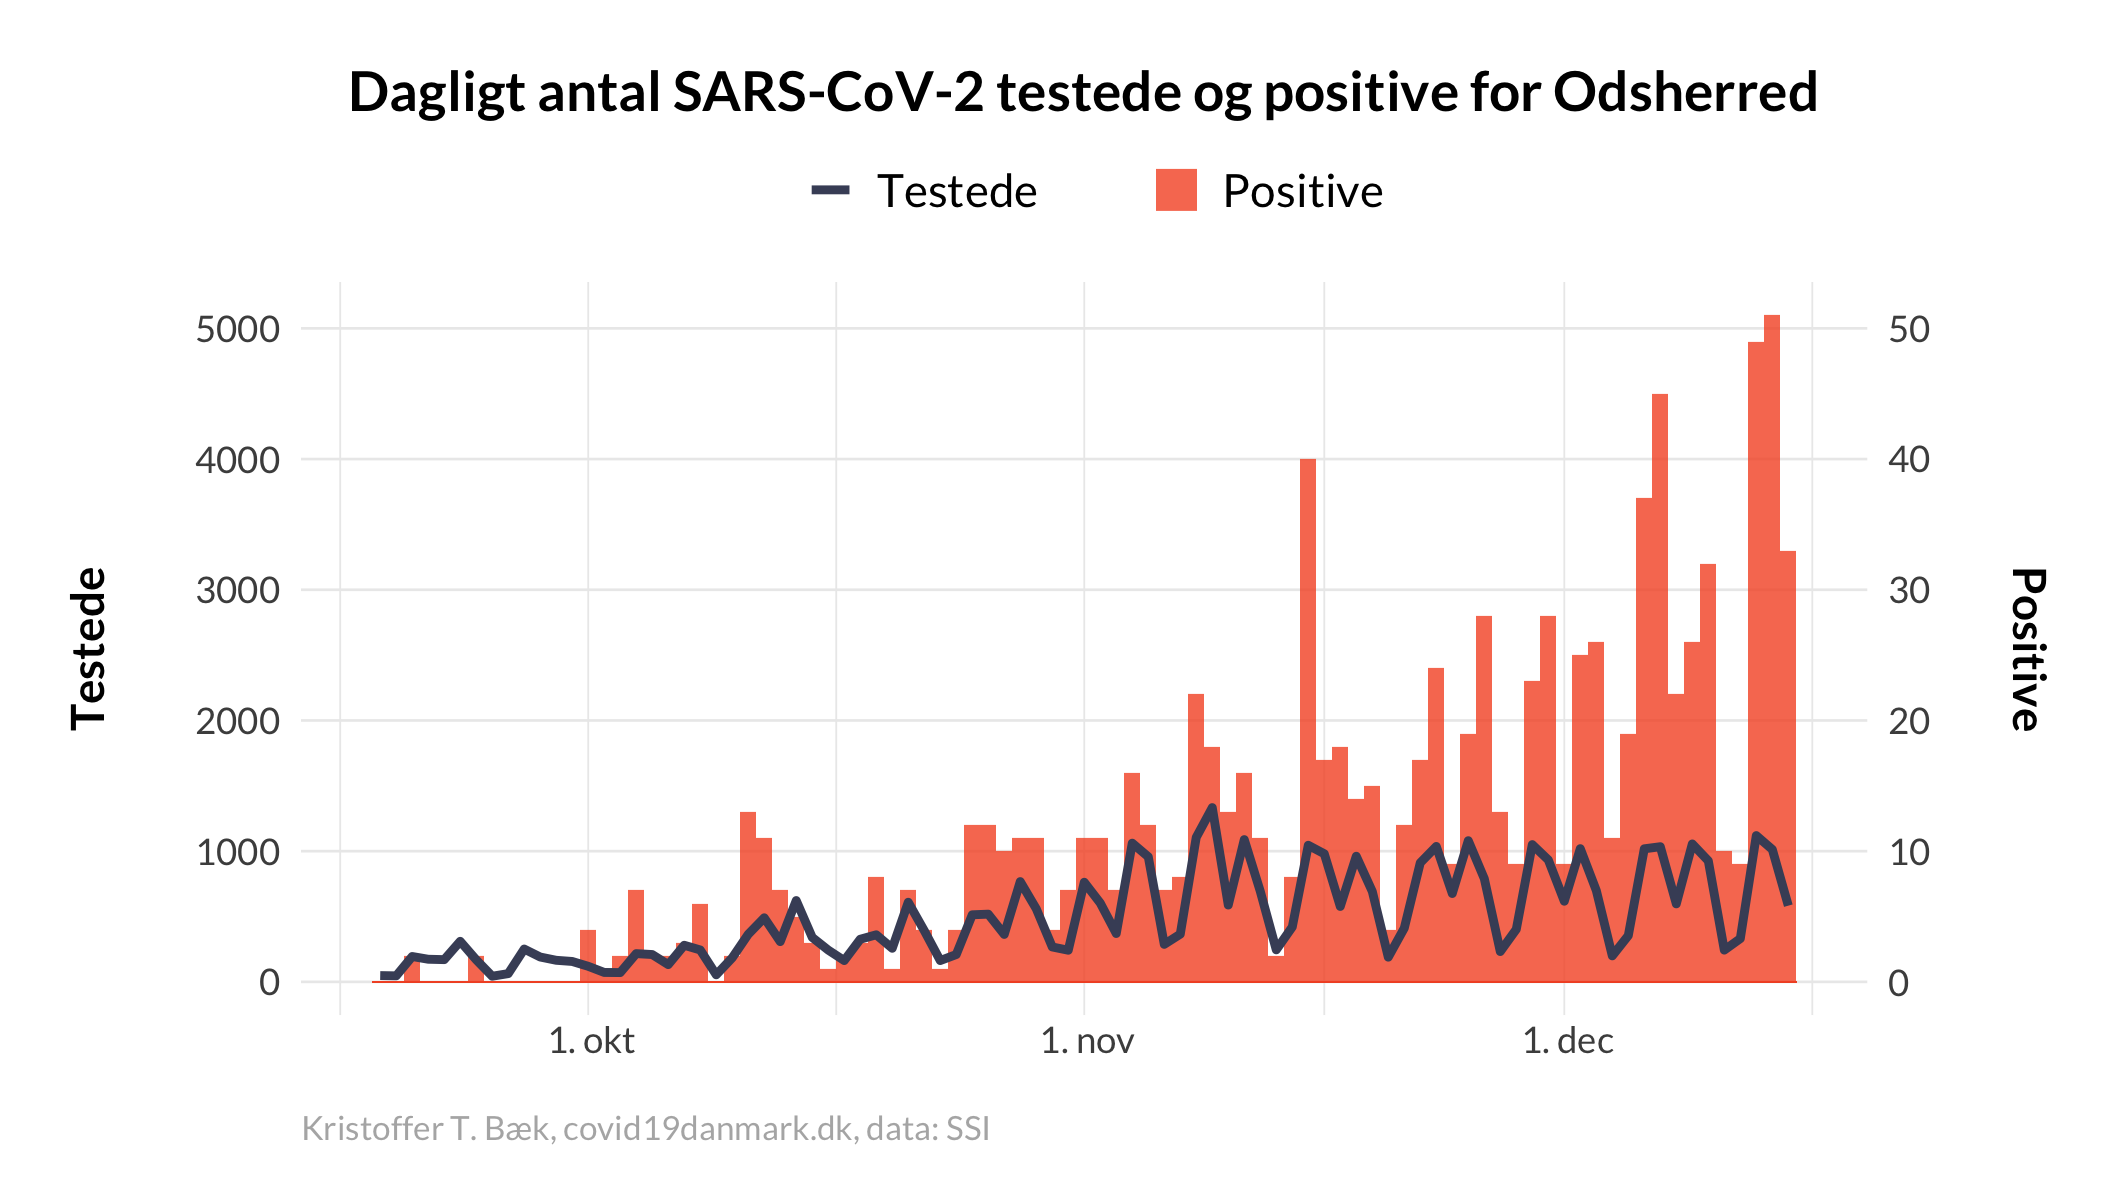 Dagligt antal SARS-CoV-2 testede og positive for Odsherred
Testede
Positive
5000
4000
3000
2000
1000
0
Testede
50
40
30
20
10
0
Positive
1. okt
1. nov
1. dec
Kristoffer T. Bæk, covid19danmark.dk, data: SSI